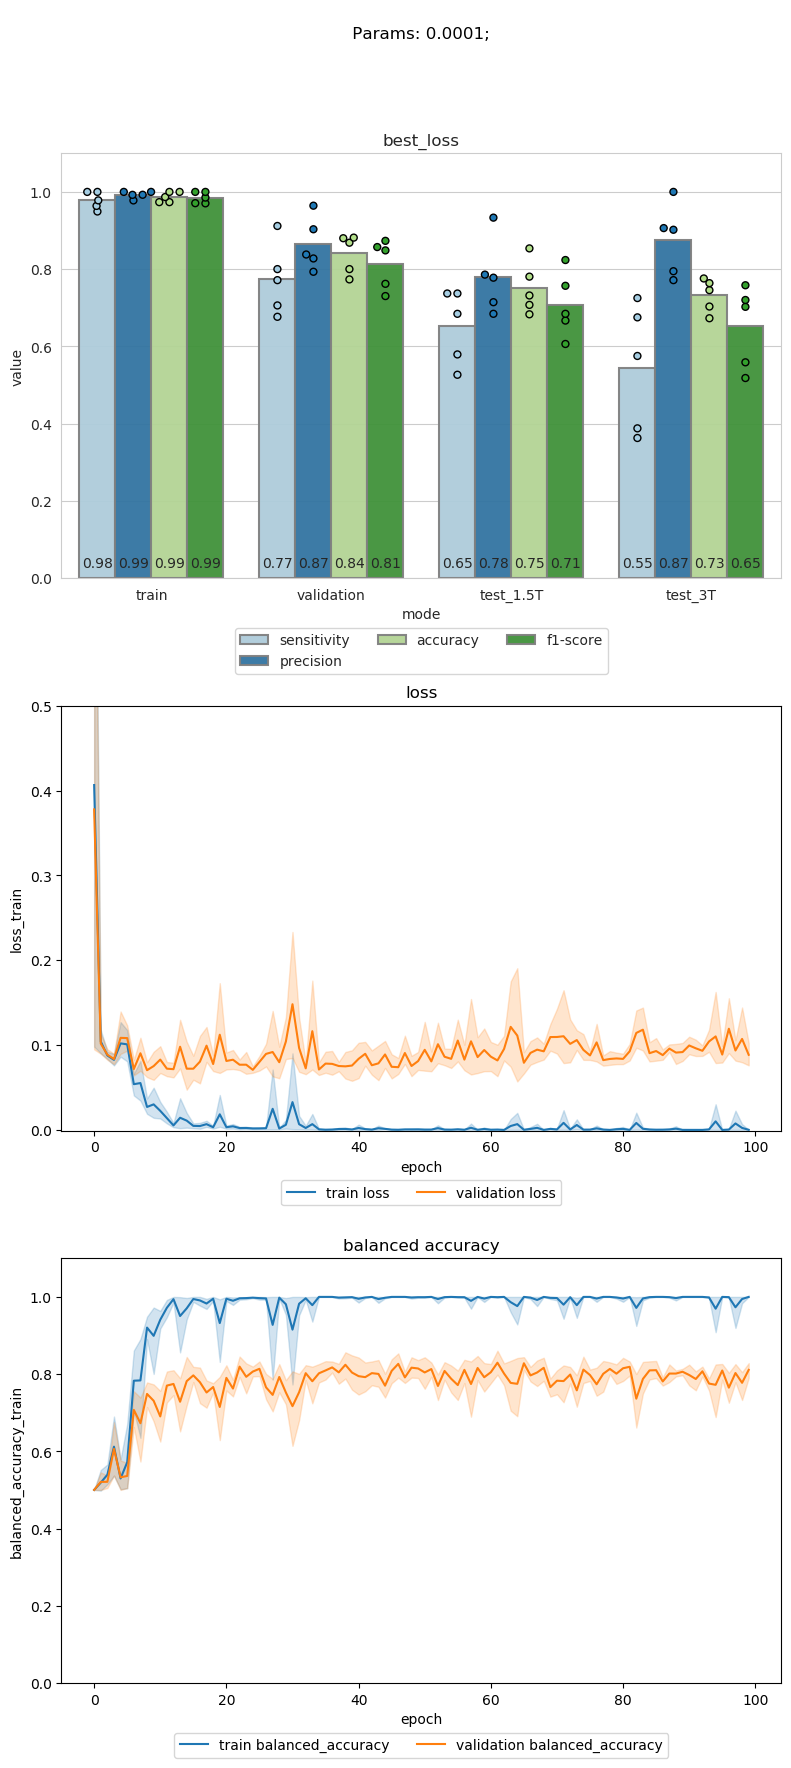 Params: 0.0001;
best_loss
value
1.0
0.8
0.6
0.4
0.2
0.0
0.98 0.99 0.99 0.99 0.77 0.87 0.84 0.81 0.65 0.78 0.75 0.71 0.55 0.87 0.73 0.65
train validation test_1.5T test_3T
mode
sensitivity accuracy f1-score
precision
loss
loss_train
0.5
0.4
0.3
0.2
0.1
0.0
0 20 40 60 80 100
epoch
train loss validation loss
balanced accuracy
balanced_accuracy_train
1.0
0.8
0.6
0.4
0.2
0.0
0 20 40 60 80 100
epoch
train balanced_accuracy validation balanced_accuracy